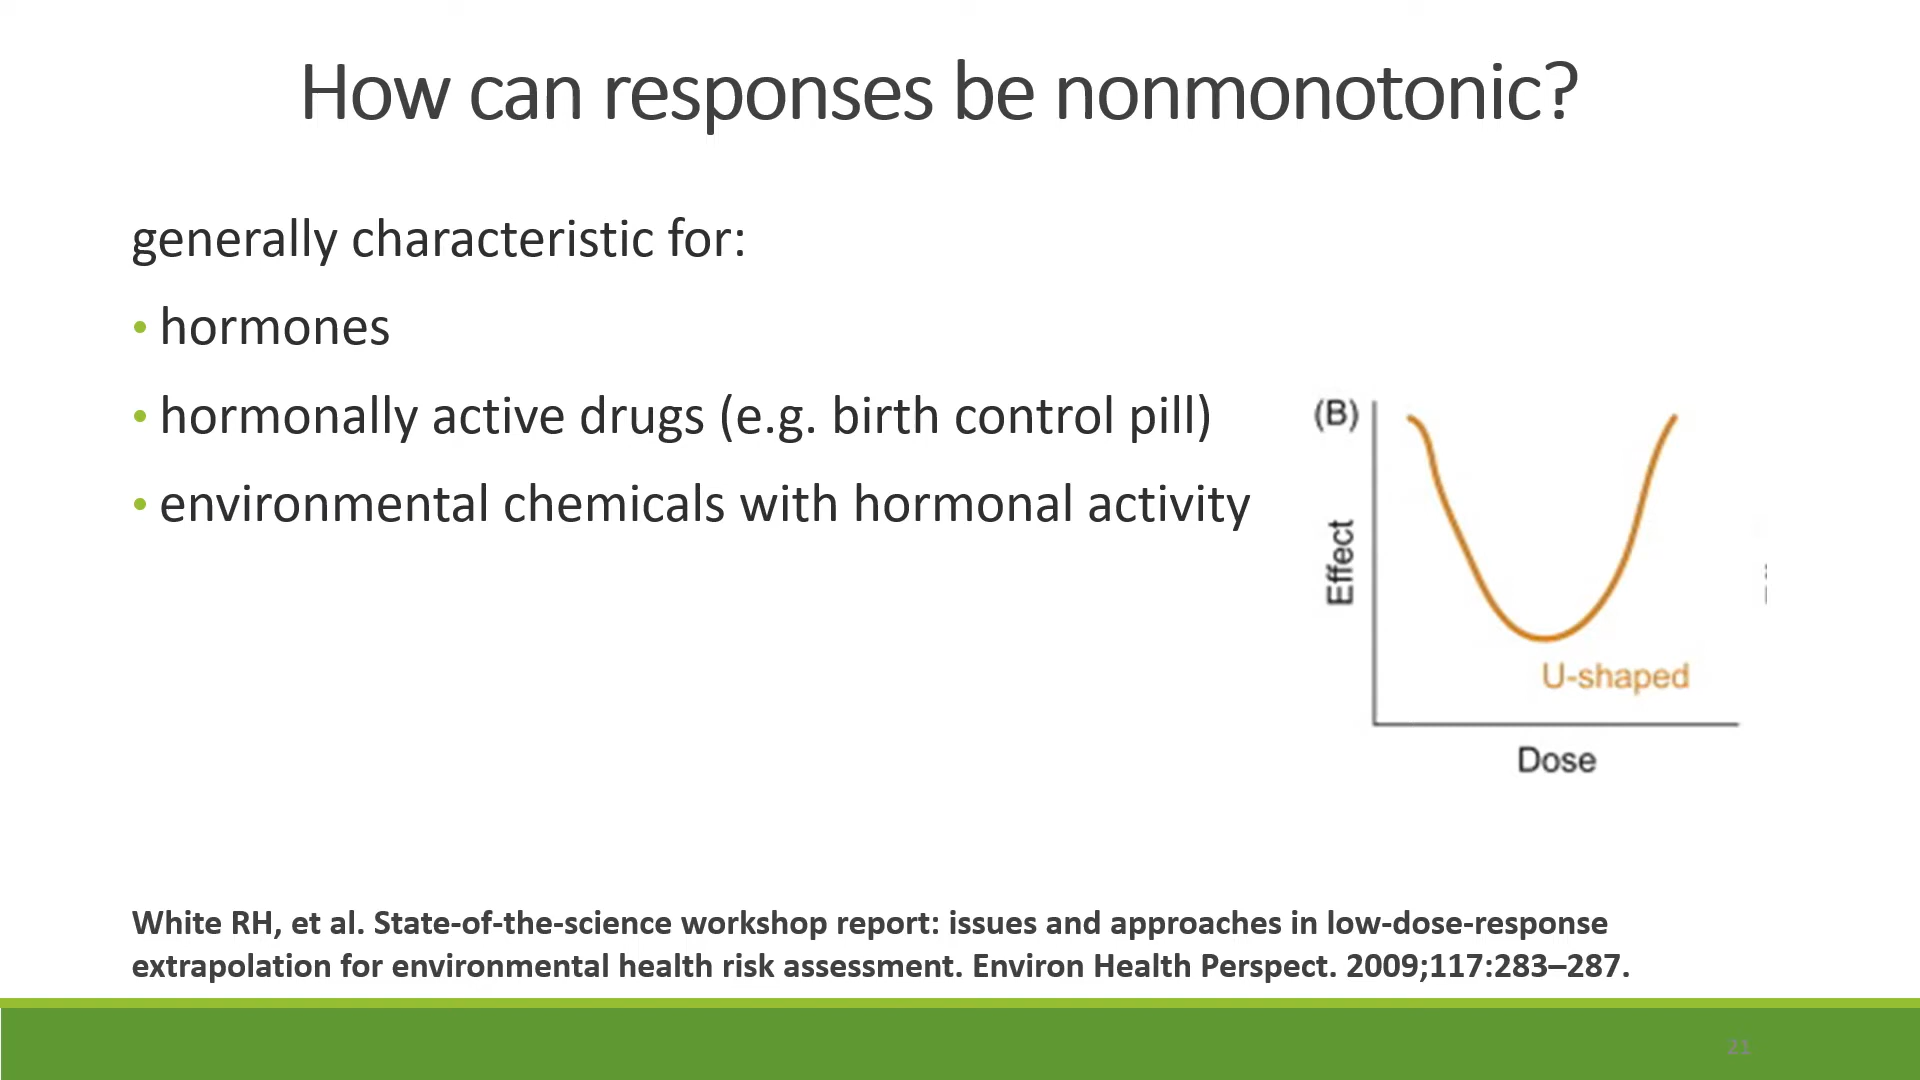 How can responses be nonmonotonic?
generally characteristic for:
• hormones
• hormonally active drugs (e.g. birth control pill)
• environmental chemicals with hormonal activity
(B)
Effect
U-shaped
Dose
White RH, et al. State-of-the-science workshop report: issues and approaches in low-dose-response
extrapolation for environmental health risk assessment. Environ Health Perspect. 2009;117:283–287.
21